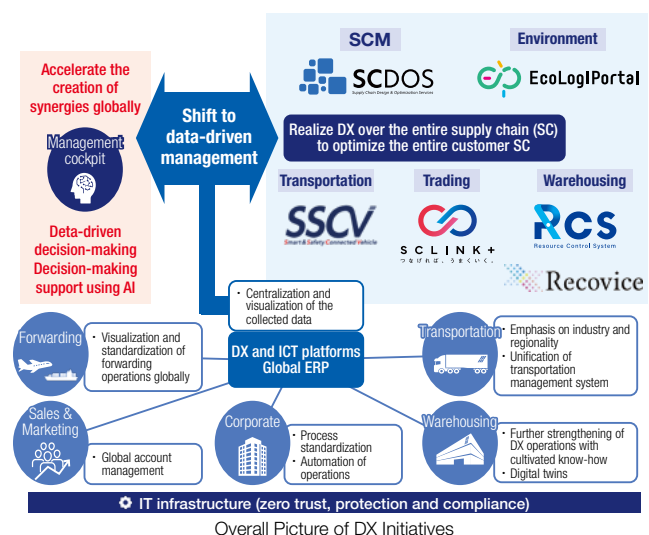 Accelerate the
creation of
synergies globally
Management
cockpit
Deta-driven
decision-making
Decision-making
support using AI
Shift to
data-driven
management
SCM
SCDOS
Supply Chain Design & Optimization Services
Environment
EcoLogiPortal
Realize DX over the entire supply chain (SC)
to optimize the entire customer SC
Transportation
SSCV
Smart & Safety Connected Vehicle
Trading
SCLINK+
つなげれば、うまくいく。
Warehousing
RCS
Resource Control System
Recovice
・ Centralization and
visualization of the
collected data
DX and ICT platforms
Global ERP
Forwarding
・ Visualization and
standardization of
forwarding
operations globally
Transportation
・ Emphasis on industry and
regionality
・ Unification of
transportation
management system
Sales &
Marketing
・ Global account
management
Corporate
・ Process
standardization
・ Automation of
operations
Warehousing
・ Further strengthening of
DX operations with
cultivated know-how
・ Digital twins
IT infrastructure (zero trust, protection and compliance)
Overall Picture of DX Initiatives